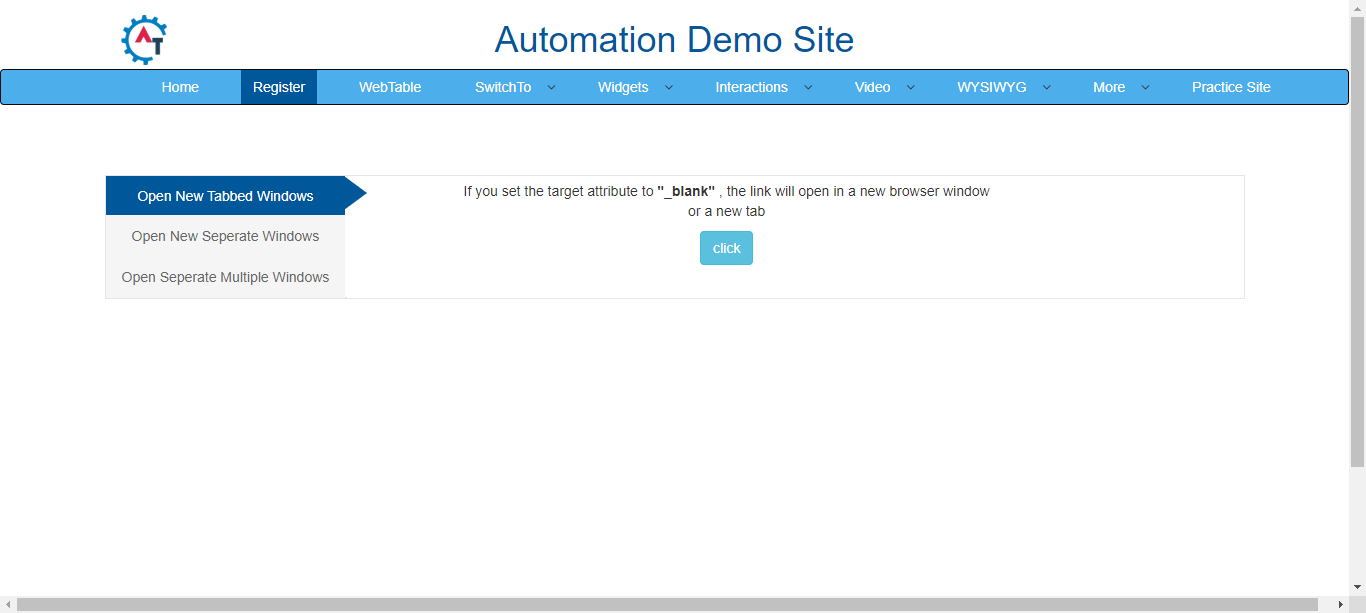 AT
Automation Demo Site
Home Register WebTable SwitchTo Widgets Interactions Video WYSIWYG More Practice Site
Open New Tabbed Windows
Open New Seperate Windows
Open Seperate Multiple Windows
If you set the target attribute to "_blank" , the link will open in a new browser window
or a new tab
click